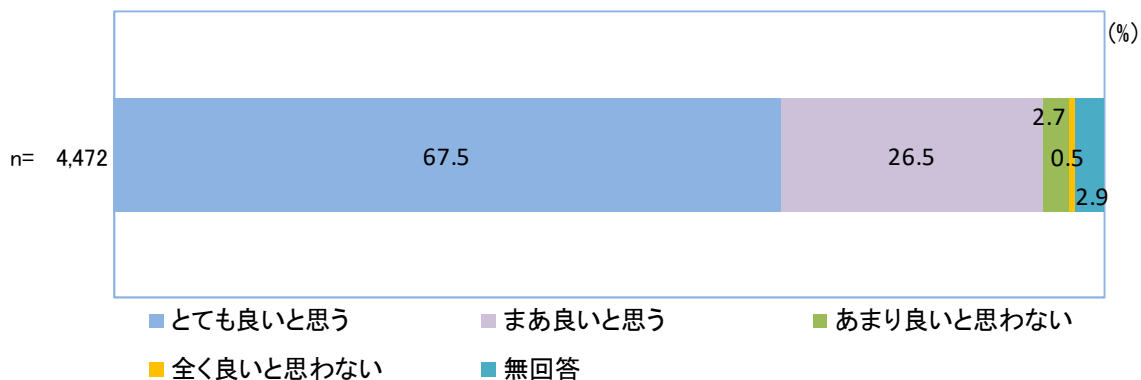 (%)
n= 4,472
67.5
26.5
2.7
0.5
2.9
とても良いと思う
まあ良いと思う
あまり良いと思わない
全く良いと思わない
無回答